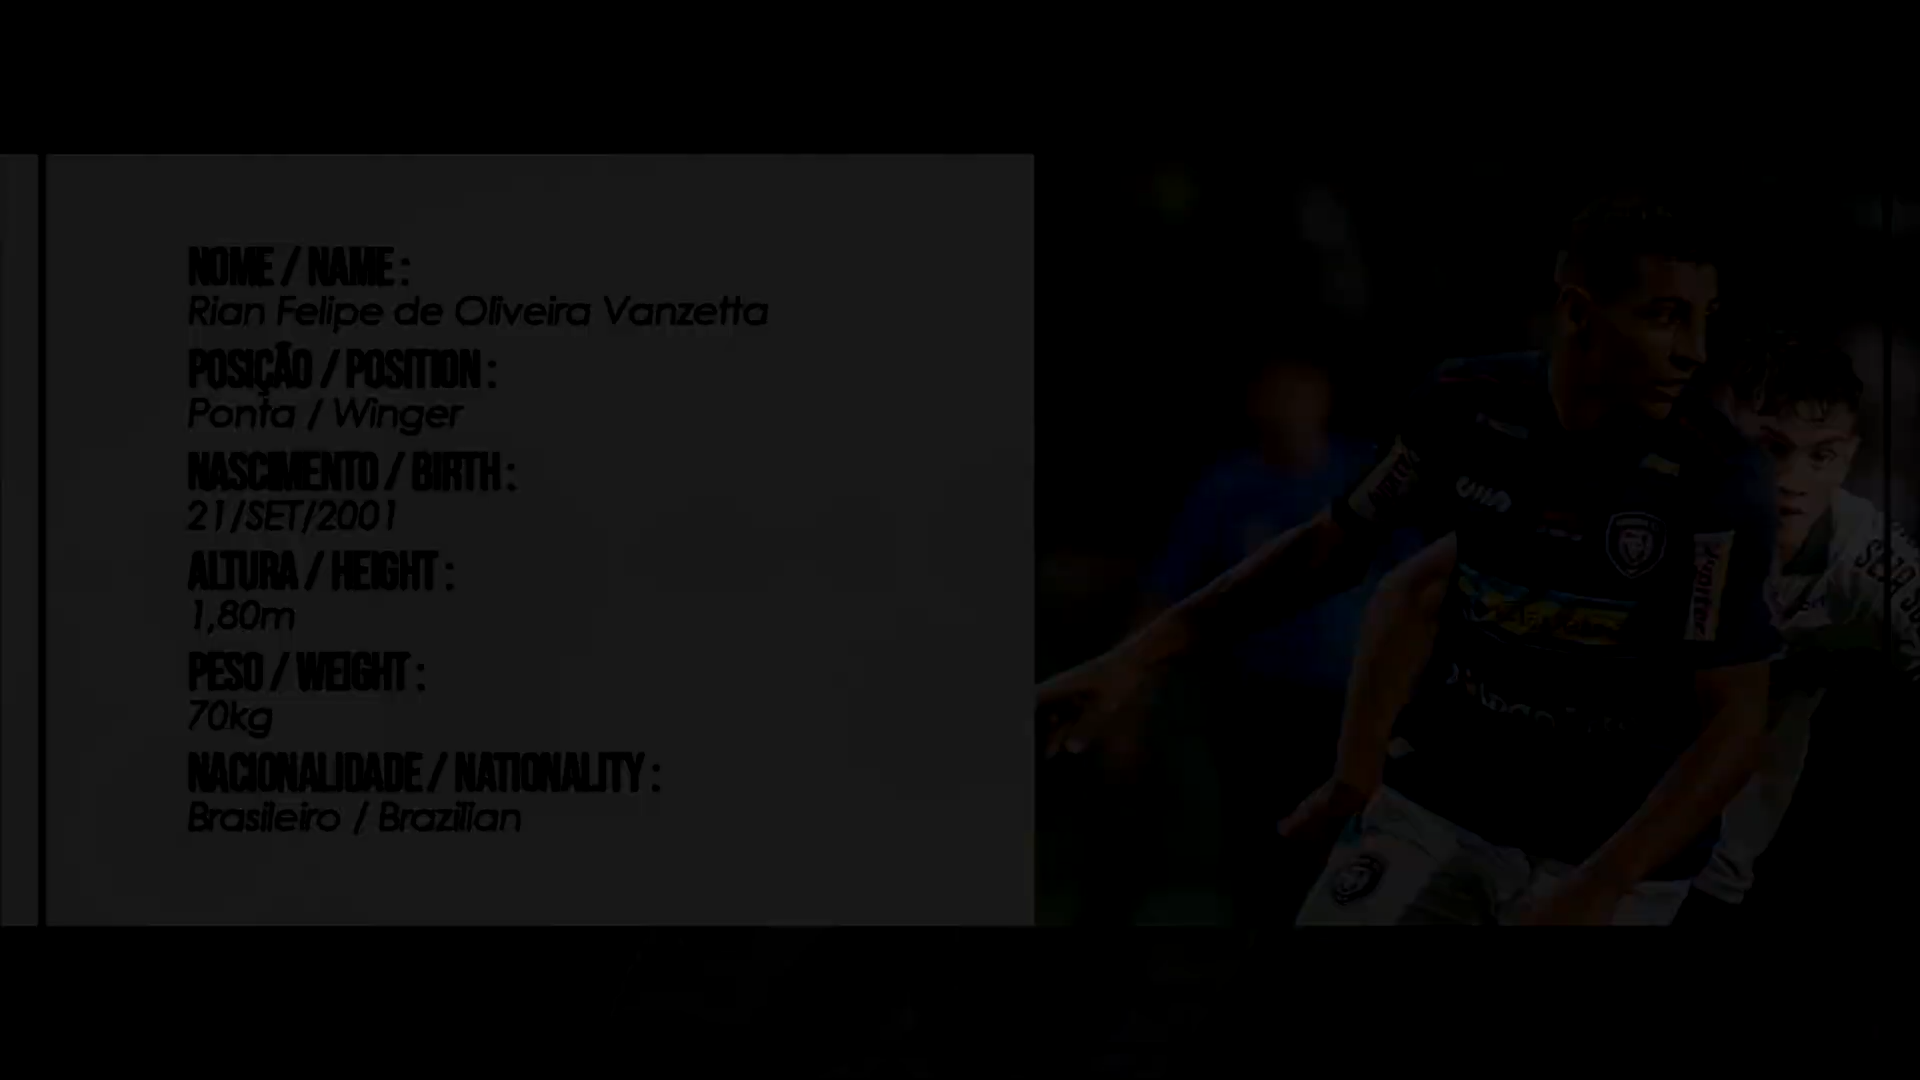 NOME / NAME :
Rian Felipe de Oliveira Vanzetta
POSIÇÃO / POSITION :
Ponta / Winger
NASCIMENTO / BIRTH :
21/SET/2001
ALTURA / HEIGHT :
1,80m
PESO / WEIGHT :
70kg
NACIONALIDADE / NATIONALITY :
Brasileiro / Brazilian